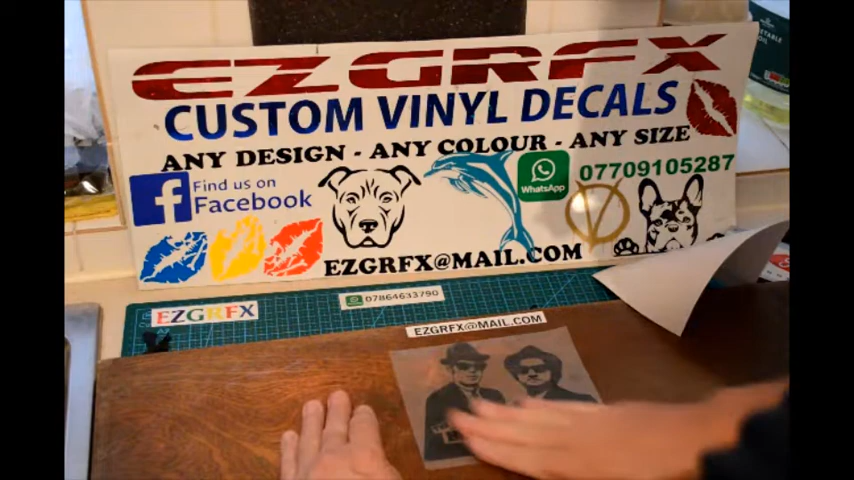 EZGRFX
CUSTOM VINYL DECALS
ANY DESIGN - ANY COLOUR - ANY SIZE
Find us on
Facebook
WhatsApp
07709105287
EZGRFX@MAIL.COM
EZGRFX
07864633790
EZGRFX@MAIL.COM